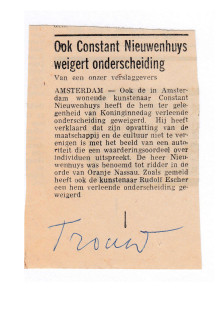 Ook Constant Nieuwenhuys
weigert onderscheiding
Van een onzer verslaggevers
AMSTERDAM — Ook de in Amster-
dam wonende kunstenaar Constant
Nieuwenhuys heeft de hem ter gele-
genheid van Koninginnedag verleende
onderscheiding geweigerd. Hij heeft
verklaard dat zijn opvatting van de
maatschappij en de cultuur niet te ver-
enigen is met het beeld van een auto-
riteit die een waarderingsoordeel over
individuen uitspreekt. De heer Nieu-
wenhuys was benoemd tot ridder in de
orde van Oranje Nassau. Zoals gemeld
heeft ook de kunstenaar Rudolf Escher
een hem verleende onderscheiding ge-
weigerd
Trouw